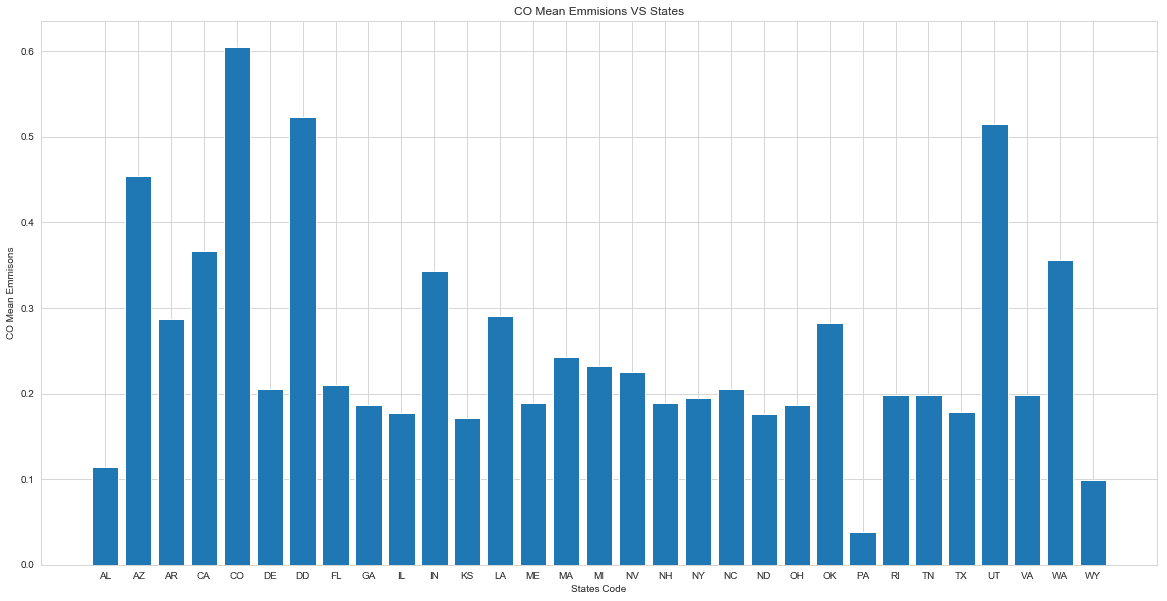 CO Mean Emmisions VS States
CO Mean Emmisons
0.6
0.5
0.4
0.3
0.2
0.1
0.0
AL AZ AR CA CO DE DD FL GA IL IN KS LA ME MA MI NV NH NY NC ND OH OK PA RI TN TX UT VA WA WY
States Code